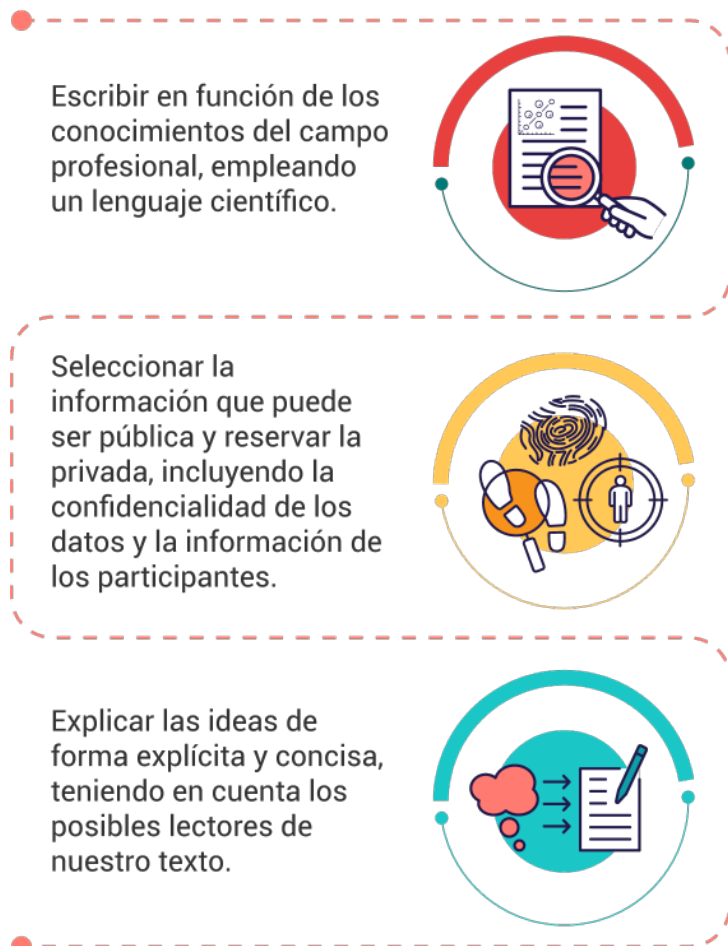 Escribir en función de los
conocimientos del campo
profesional, empleando
un lenguaje científico.
Seleccionar la
información que puede
ser pública y reservar la
privada, incluyendo la
confidencialidad de los
datos y la información de
los participantes.
Explicar las ideas de
forma explícita y concisa,
teniendo en cuenta los
posibles lectores de
nuestro texto.